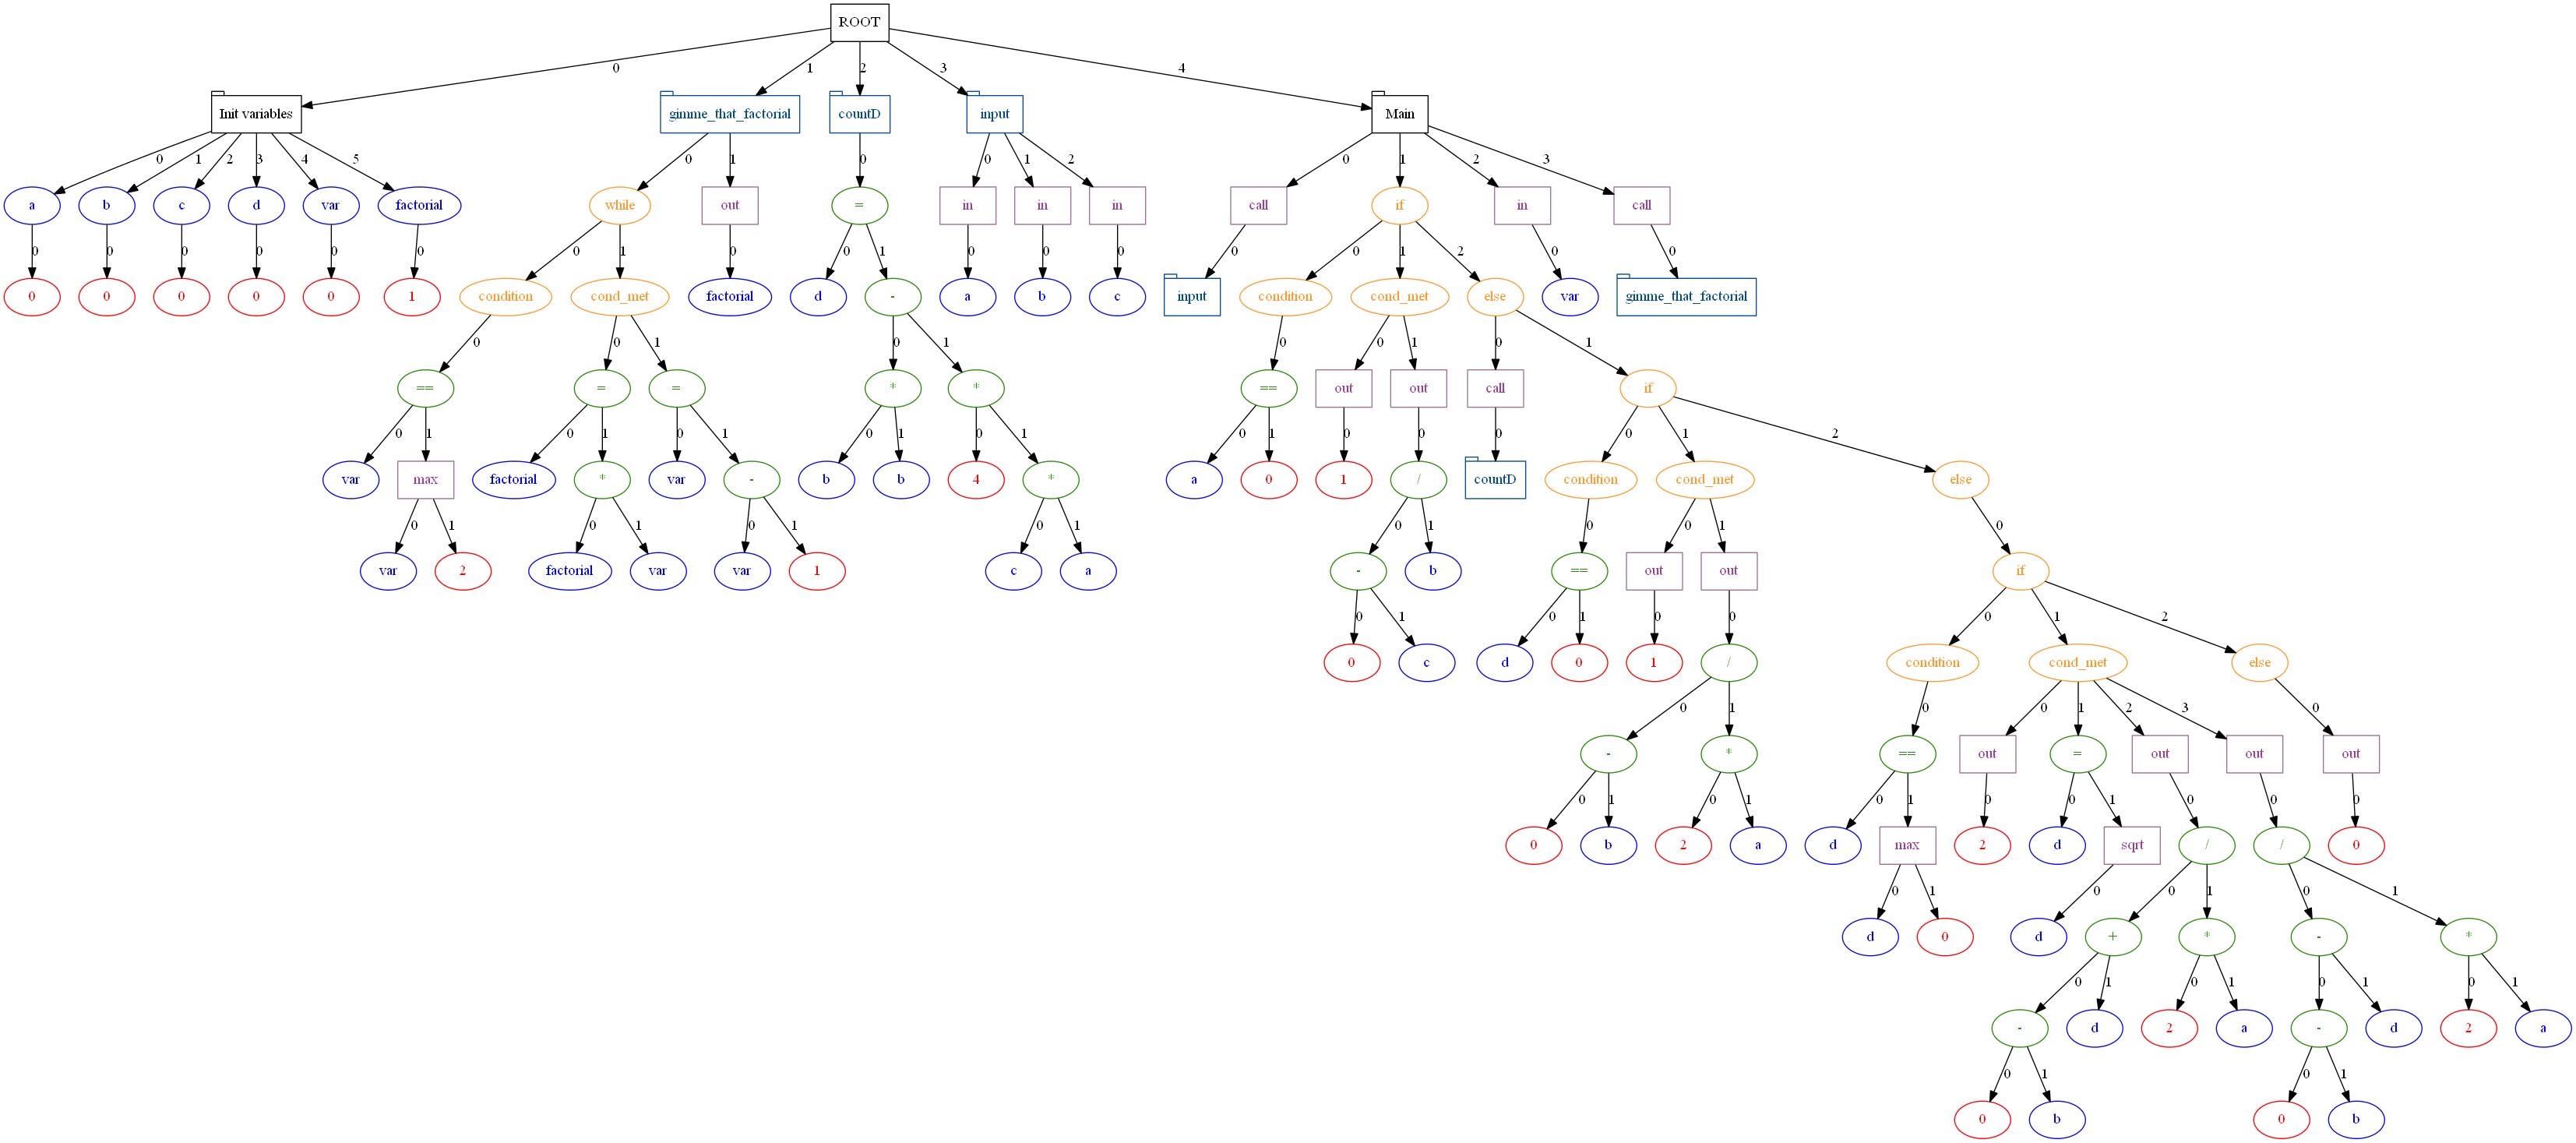 ROOT
0 1 2 3 4
Init variables gimme_that_factorial countD input Main
0 1 2 3 4 5 0 1 0 0 1 2 0 1 2 3
a b c d var factorial while out = in in in call if in call
0 0 0 0 0 0 0 1 0 0 1 0 0 0 0 0 1 2 0 0
0 0 0 0 0 1 condition cond_met factorial d - a b c input condition cond_met else var gimme_that_factorial
0 0 1 0 1 0 0 1 0 1
== = = * * == out out call if
0 1 0 1 0 1 0 1 0 1 0 1 0 0 0 0 1 2
var max factorial * var - b b 4 * a 0 1 / countD condition cond_met else
0 1 0 1 0 1 0 1 0 1 0 0 1 0
var 2 factorial var var 1 c a - b == out out if
0 1 0 1 0 0 0 1 2
0 c d 0 1 / condition cond_met else
0 1 0 0 1 2 3 0
- * == out = out out out
0 1 0 1 0 1 0 0 1 0 0 0
0 b 2 a d max 2 d sqrt / / 0
0 1 0 0 1 0 1
d 0 d + * - *
0 1 0 1 0 1 0 1
- d 2 a - d 2 a
0 1 0 1
0 b 0 b